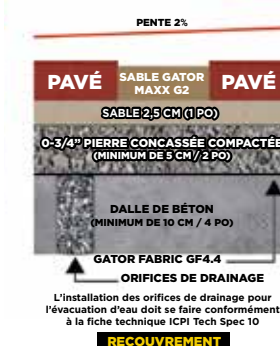 PENTE 2%
PAVÉ
SABLE GATOR
MAXX G2
PAVÉ
SABLE 2,5 CM (1 PO)
0-3/4" PIERRE CONCASSÉE COMPACTÉE
(MINIMUM DE 5 CM / 2 PO)
DALLE DE BÉTON
(MINIMUM DE 10 CM / 4 PO)
GATOR FABRIC GF4.4
ORIFICES DE DRAINAGE
L'installation des orifices de drainage pour
l'évacuation d'eau doit se faire conformément
à la fiche technique ICPI Tech Spec 10
RECOUVREMENT